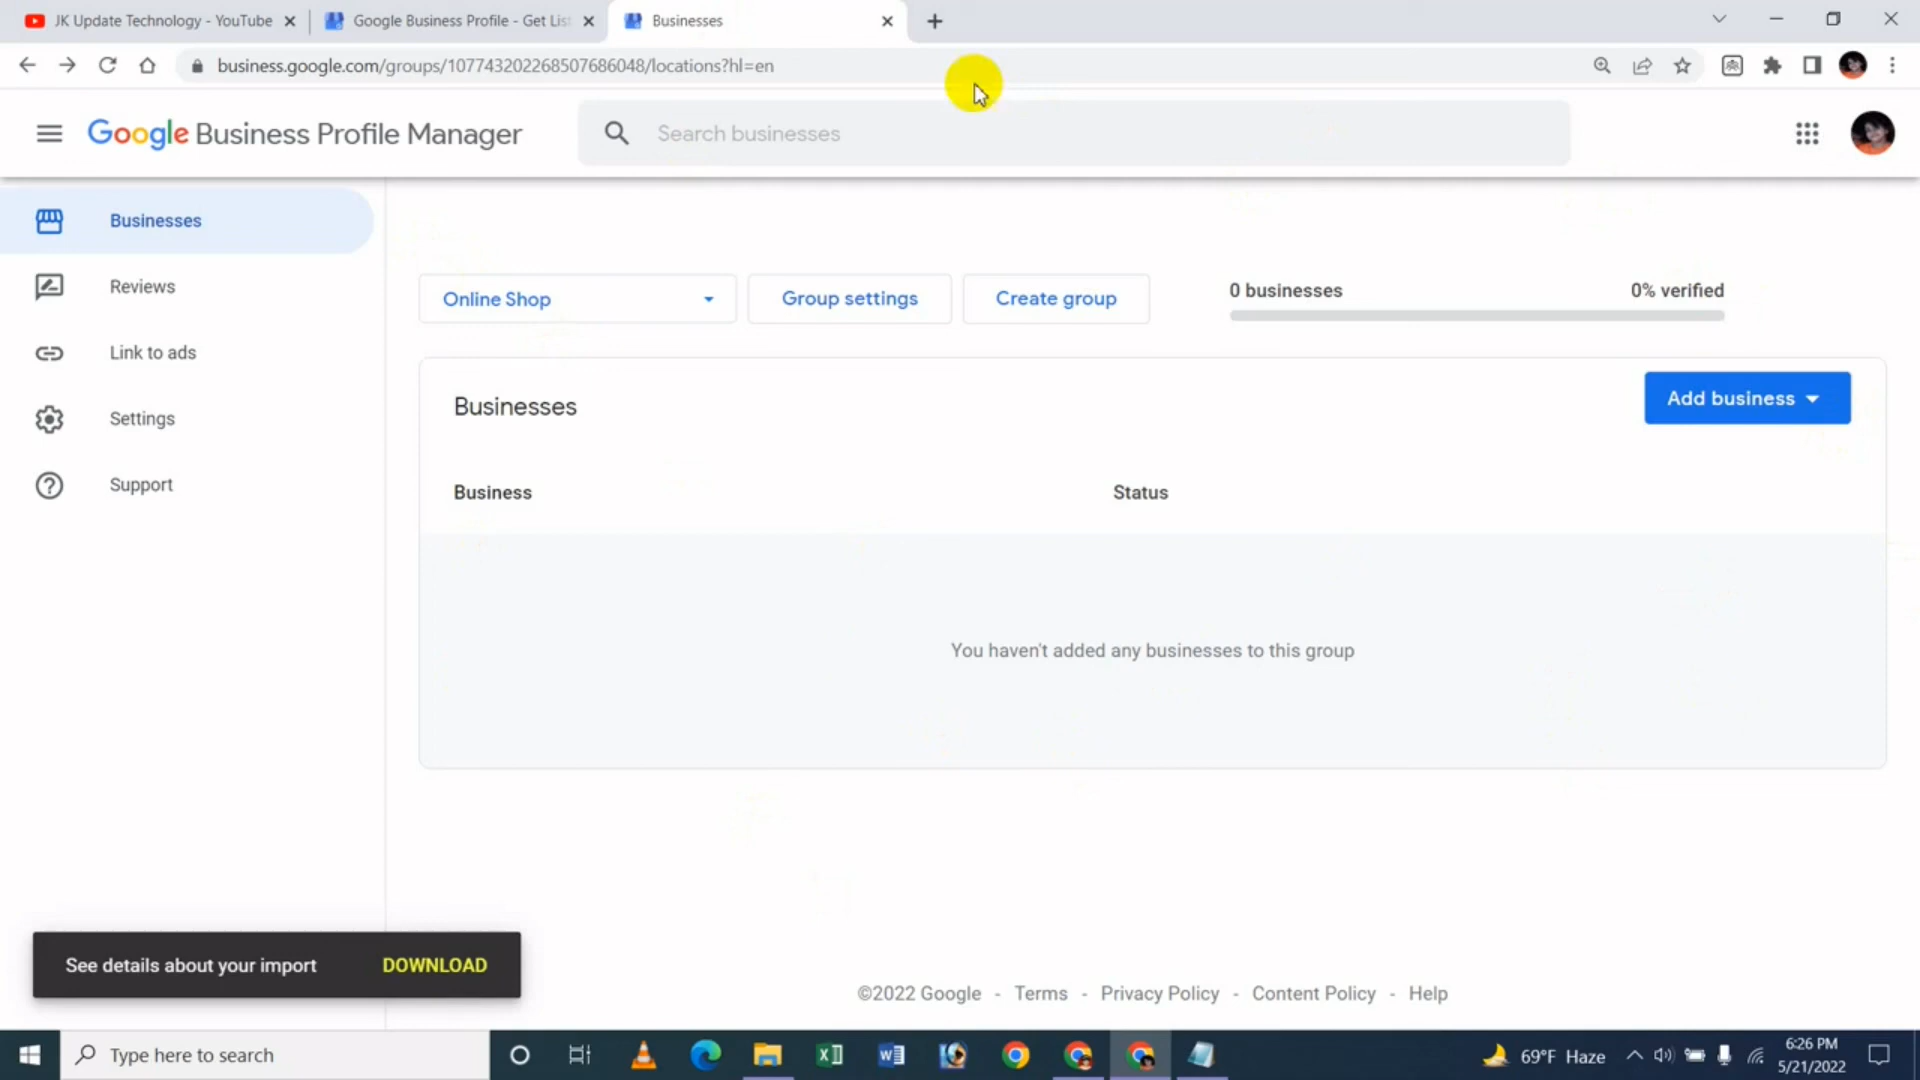 JK Update Technology - YouTube
Google Business Profile - Get List
Businesses
business.google.com/groups/107743202268507686048/locations?hl=en
Google Business Profile Manager
Search businesses
Businesses
Reviews
Link to ads
Settings
Support
Online Shop
Group settings
Create group
0 businesses
0% verified
Businesses
Add business
Business
Status
You haven't added any businesses to this group
See details about your import
DOWNLOAD
©2022 Google - Terms - Privacy Policy - Content Policy - Help
Type here to search
69°F Haze
6:26 PM
5/21/2022